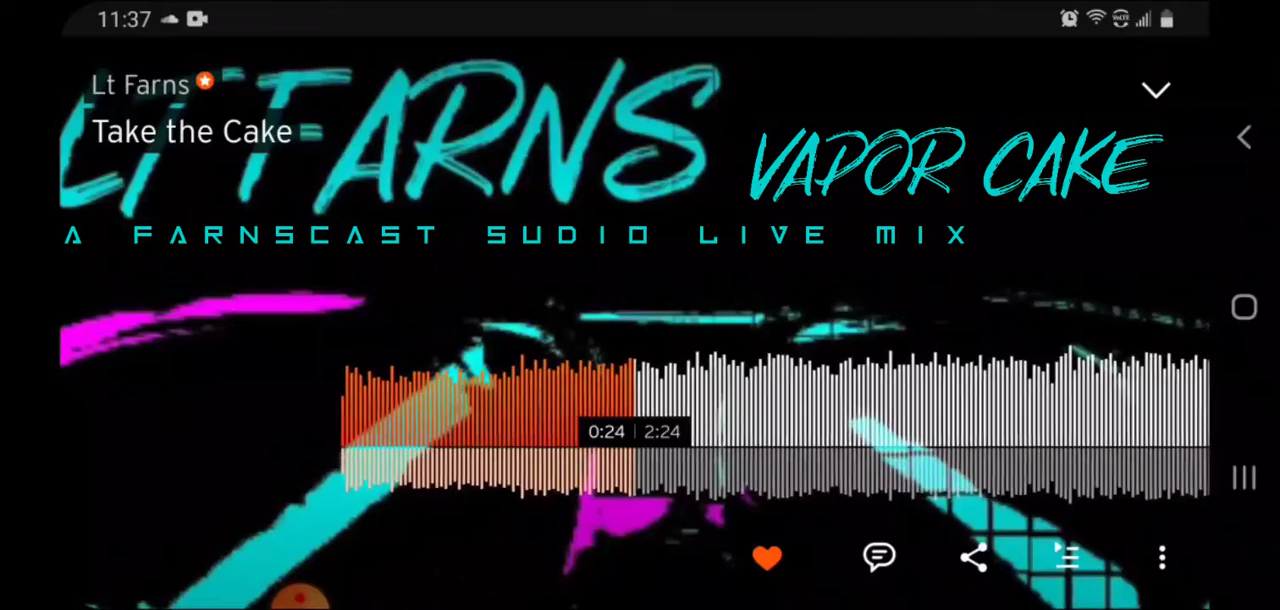 11:37
VoLTE
Lt Farns
Take the Cake
LT FARNS
VAPOR CAKE
A FARNSCAST SUDIO LIVE MIX
0:24 | 2:24